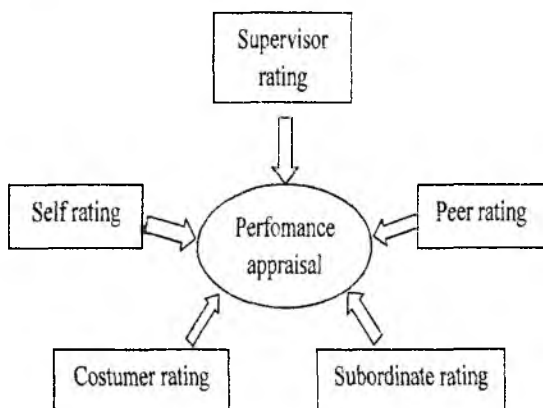 Supervisor
rating
Self rating
Perfomance
appraisal
Peer rating
Costumer rating
Subordinate rating